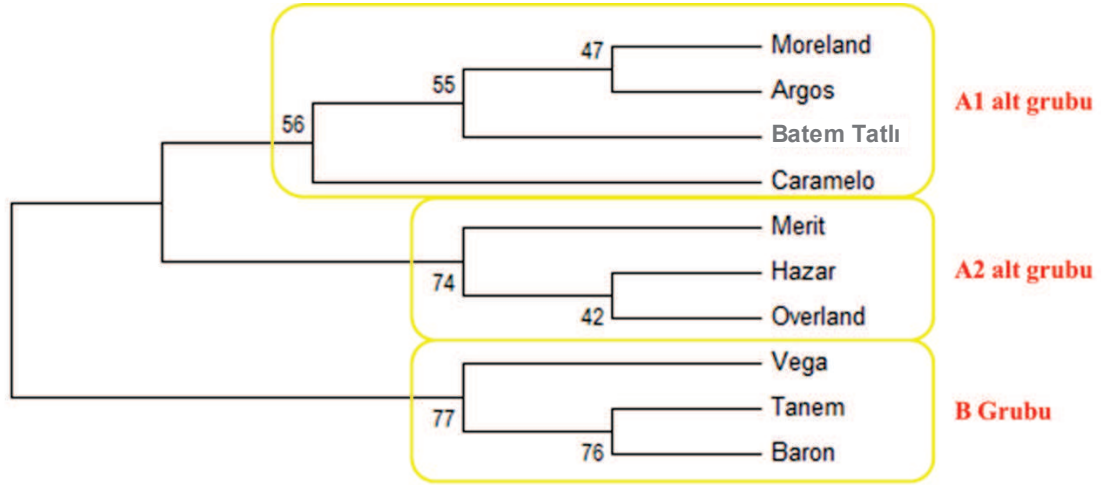 47
Moreland
55
Argos
A1 alt grubu
56
Batem Tatlı
Caramelo
Merit
74
Hazar
A2 alt grubu
42
Overland
Vega
77
Tanem
B Grubu
76
Baron